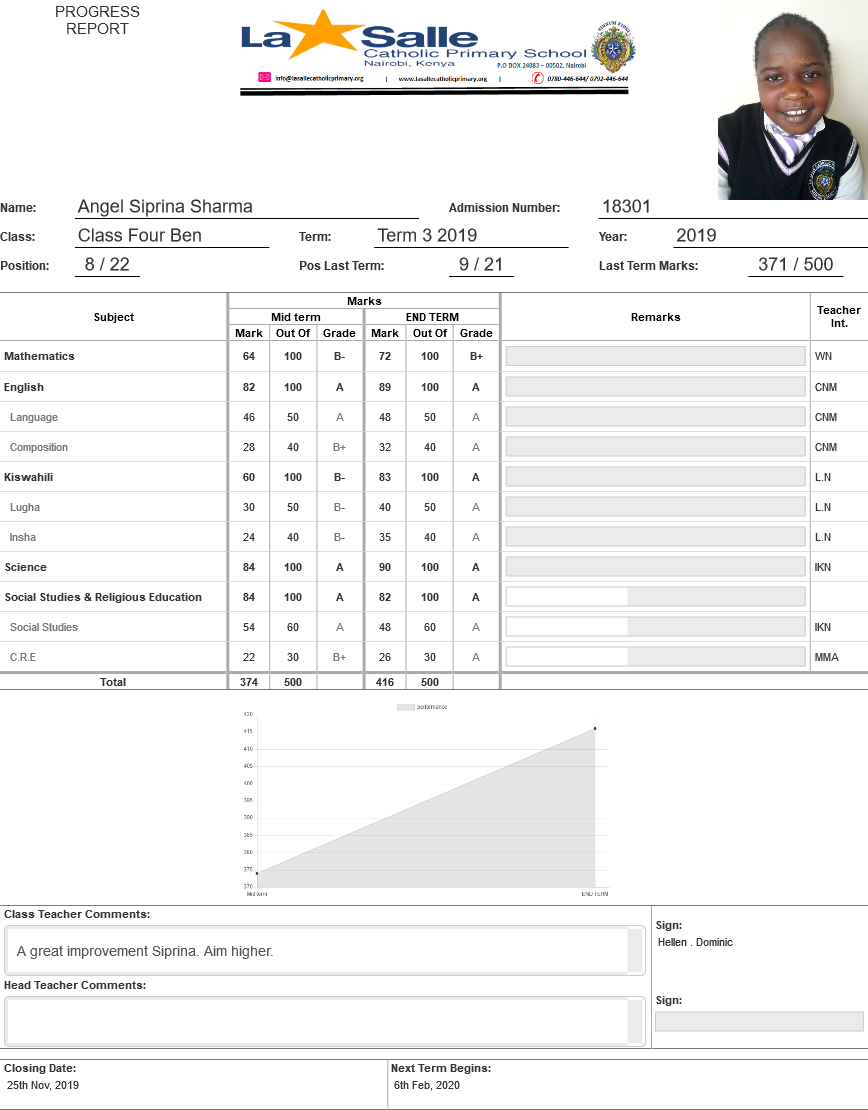 PROGRESS
REPORT
La Salle
Catholic Primary School
Nairobi, Kenya
P.O BOX 24083 – 00502, Nairobi
info@lasallecatholicprimary.org | www.lasallecatholicprimary.org | 0780-446-644/ 0792-446-644
Name: Angel Siprina Sharma Admission Number: 18301
Class: Class Four Ben Term: Term 3 2019 Year: 2019
Position: 8 / 22 Pos Last Term: 9 / 21 Last Term Marks: 371 / 500
Marks
Subject Mid term END TERM Remarks Teacher Int.
Mark Out Of Grade Mark Out Of Grade
Mathematics 64 100 B- 72 100 B+ WN
English 82 100 A 89 100 A CNM
Language 46 50 A 48 50 A CNM
Composition 28 40 B+ 32 40 A CNM
Kiswahili 60 100 B- 83 100 A L.N
Lugha 30 50 B- 40 50 A L.N
Insha 24 40 B- 35 40 A L.N
Science 84 100 A 90 100 A IKN
Social Studies & Religious Education 84 100 A 82 100 A
Social Studies 54 60 A 48 60 A IKN
C.R.E 22 30 B+ 26 30 A MMA
Total 374 500 416 500
performance
420
415
410
405
400
395
390
385
380
375
370
Mid term END TERM
Class Teacher Comments:
A great improvement Siprina. Aim higher.
Sign:
Hellen . Dominic
Head Teacher Comments:
Sign:
Closing Date: Next Term Begins:
25th Nov, 2019 6th Feb, 2020